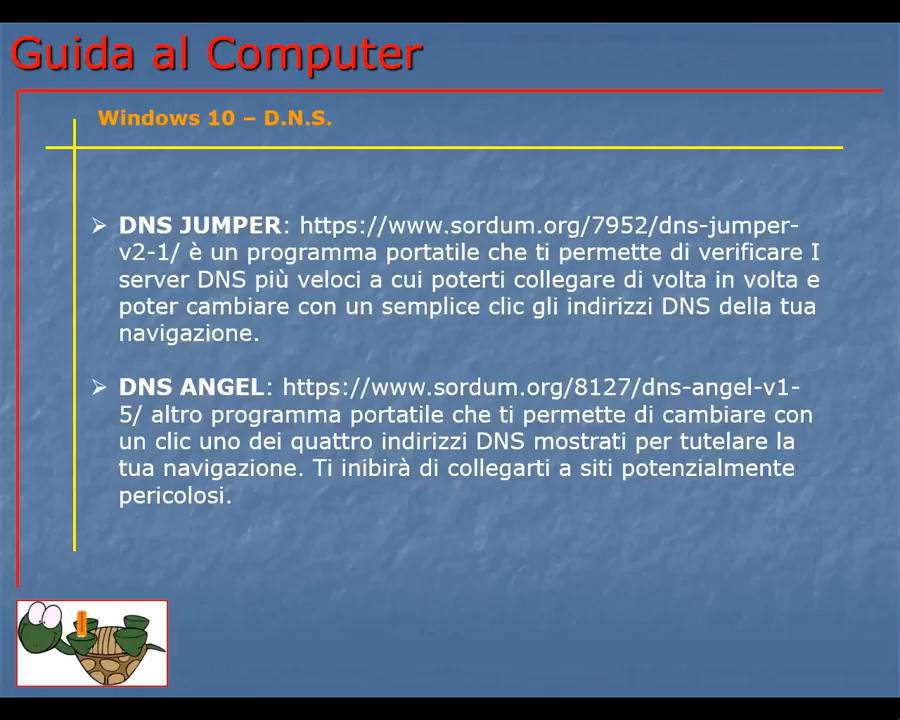 Guida al Computer
Windows 10 – D.N.S.
DNS JUMPER: https://www.sordum.org/7952/dns-jumper-
v2-1/ è un programma portatile che ti permette di verificare I
server DNS più veloci a cui poterti collegare di volta in volta e
poter cambiare con un semplice clic gli indirizzi DNS della tua
navigazione.
DNS ANGEL: https://www.sordum.org/8127/dns-angel-v1-
5/ altro programma portatile che ti permette di cambiare con
un clic uno dei quattro indirizzi DNS mostrati per tutelare la
tua navigazione. Ti inibirà di collegarti a siti potenzialmente
pericolosi.